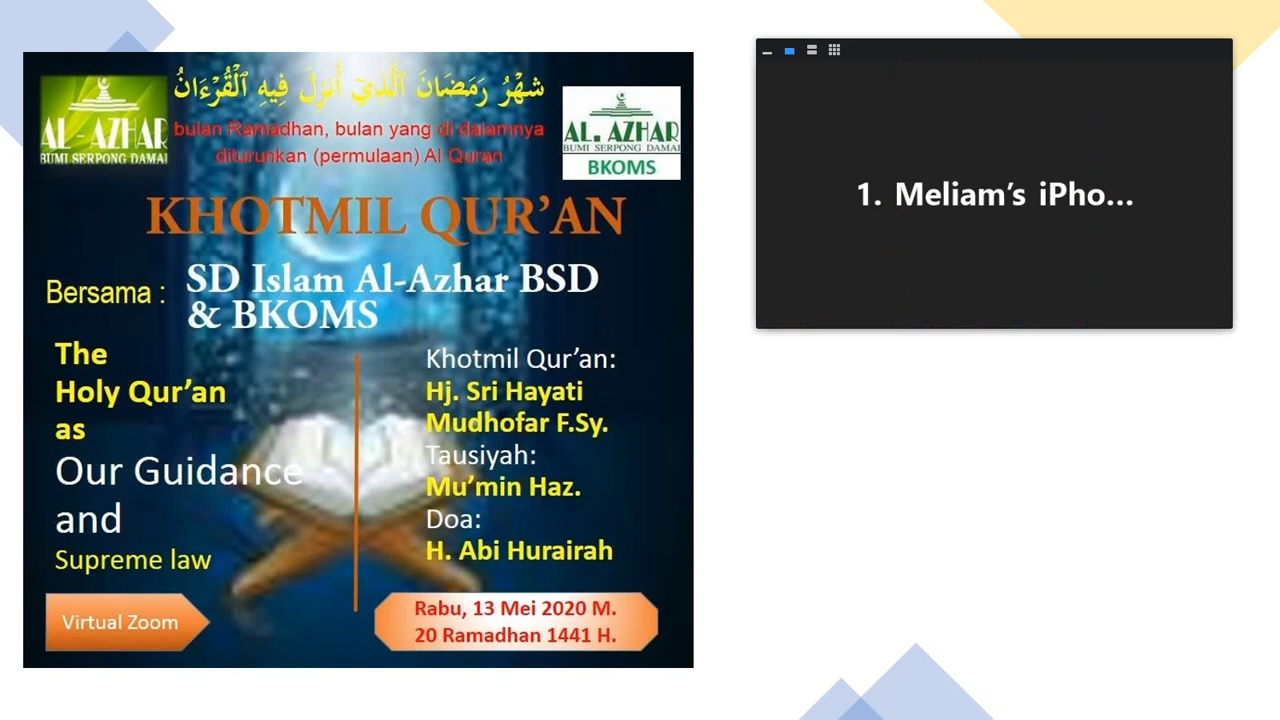 شَهْرُ رَمَضَانَ ٱلَّذِيٓ أُنزِلَ فِيهِ ٱلْقُرْءَانُ
AL-AZHAR
BUMI SERPONG DAMAI
bulan Ramadhan, bulan yang di dalamnya
diturunkan (permulaan) Al Quran
AL. AZHAR
BUMI SERPONG DAMAI
BKOMS
KHOTMIL QUR’AN
Bersama :
SD Islam Al-Azhar BSD
& BKOMS
The
Holy Qur’an
as
Our Guidance
and
Supreme law
Khotmil Qur’an:
Hj. Sri Hayati
Mudhofar F.Sy.
Tausiyah:
Mu’min Haz.
Doa:
H. Abi Hurairah
Virtual Zoom
Rabu, 13 Mei 2020 M.
20 Ramadhan 1441 H.
1. Meliam’s iPho...